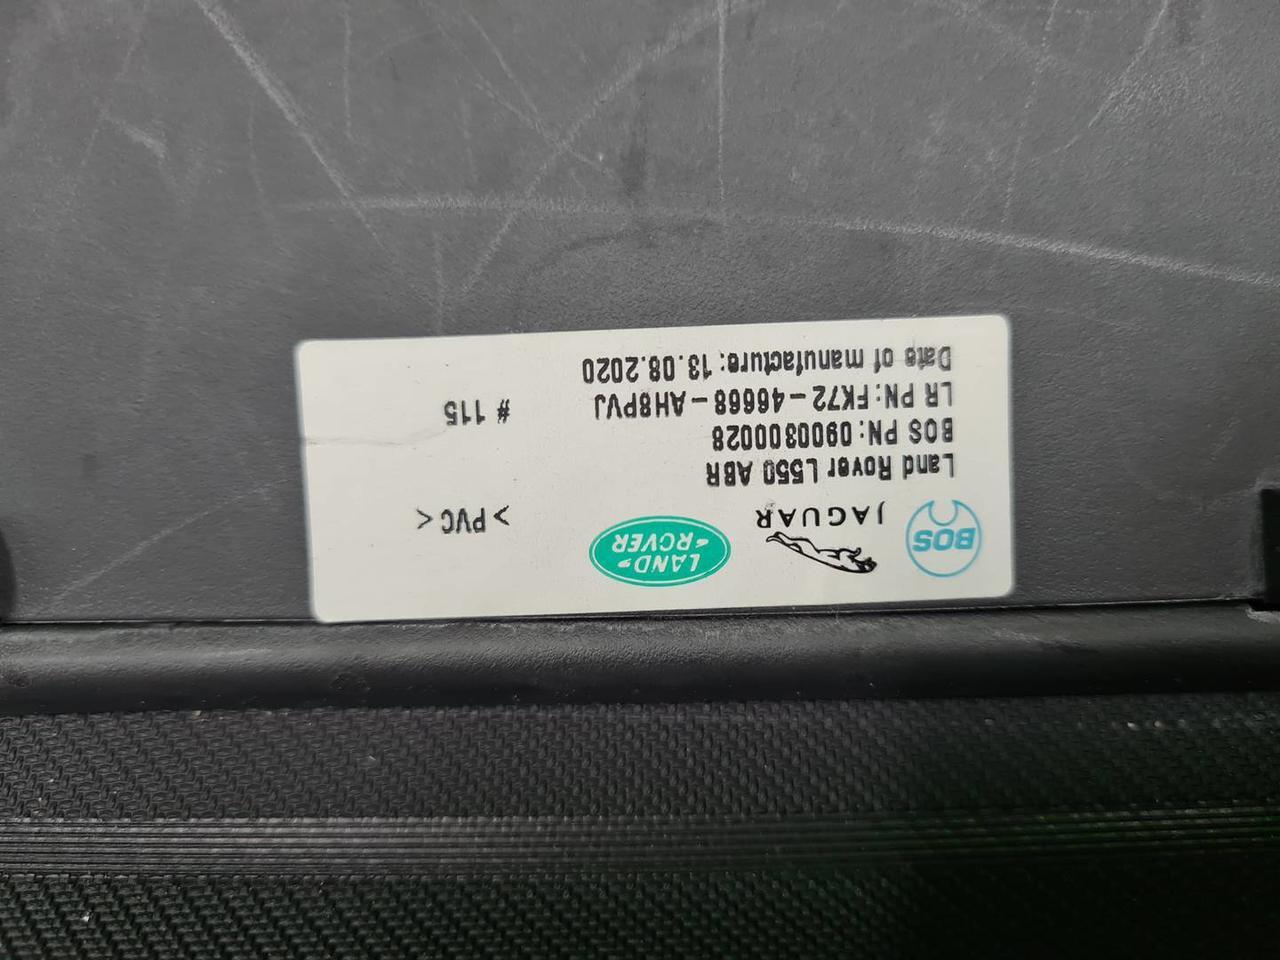 BOS
JAGUAR
LAND-
ROVER
> PVC <
Land Rover L550 ABR
BOS PN: 0900800028
LR PN: FK72-46668-AH8PVJ
# 115
Date of manufacture: 13.08.2020